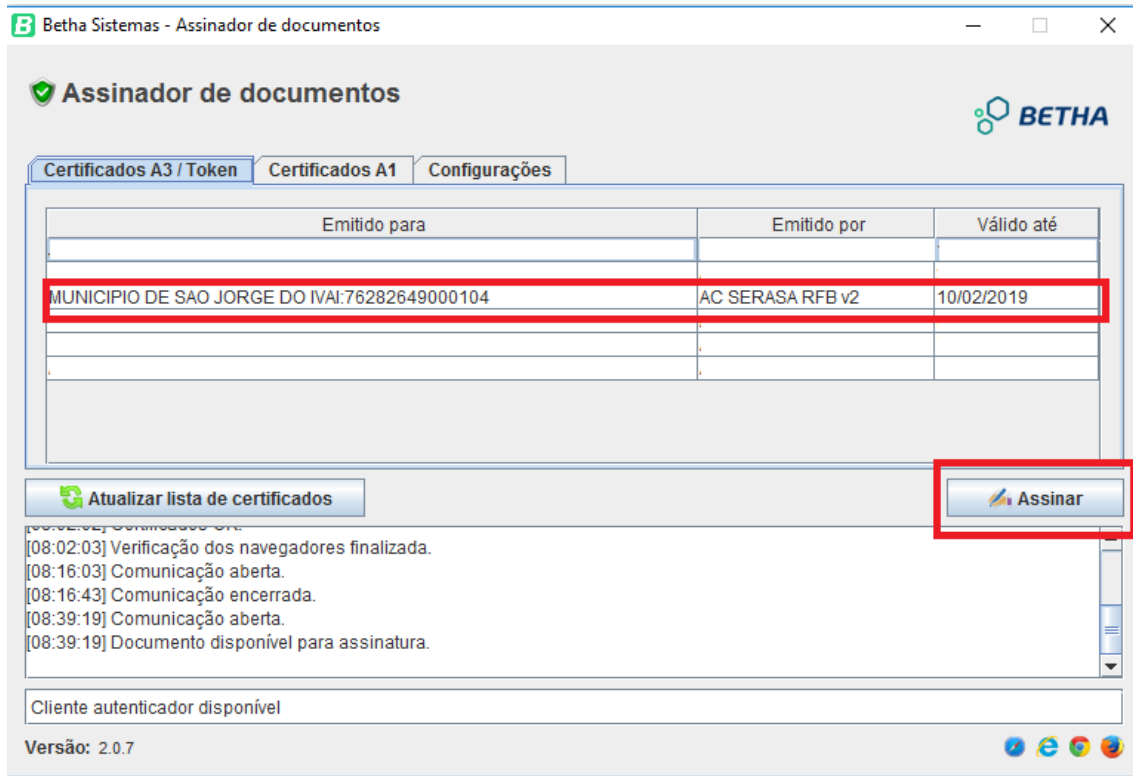 Betha Sistemas - Assinador de documentos
Assinador de documentos
BETHA
Certificados A3 / Token Certificados A1 Configurações
Emitido para Emitido por Válido até
MUNICIPIO DE SAO JORGE DO IVAI:76282649000104 AC SERASA RFB v2 10/02/2019
Atualizar lista de certificados Assinar
[08:02:03] Verificação dos navegadores finalizada.
[08:16:03] Comunicação aberta.
[08:16:43] Comunicação encerrada.
[08:39:19] Comunicação aberta.
[08:39:19] Documento disponível para assinatura.
Cliente autenticador disponível
Versão: 2.0.7